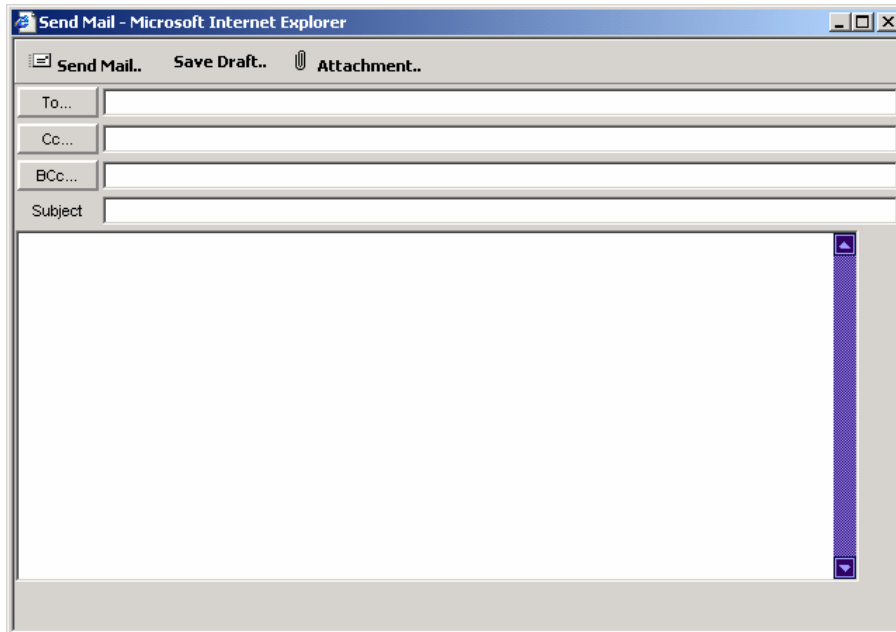 Send Mail - Microsoft Internet Explorer
Send Mail.. Save Draft.. Attachment..
To...
Cc...
BCc...
Subject